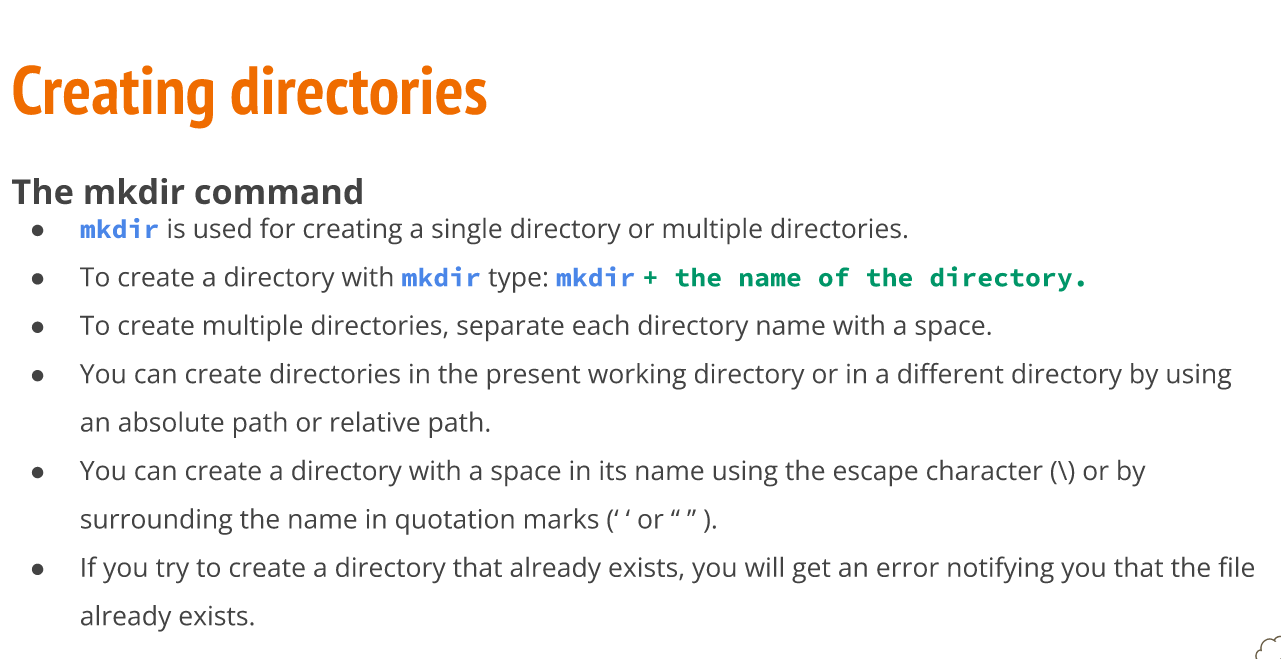 Creating directories
The mkdir command
● mkdir is used for creating a single directory or multiple directories.
● To create a directory with mkdir type: mkdir + the name of the directory.
● To create multiple directories, separate each directory name with a space.
● You can create directories in the present working directory or in a different directory by using
an absolute path or relative path.
● You can create a directory with a space in its name using the escape character (\) or by
surrounding the name in quotation marks (‘ ‘ or “ ” ).
● If you try to create a directory that already exists, you will get an error notifying you that the file
already exists.